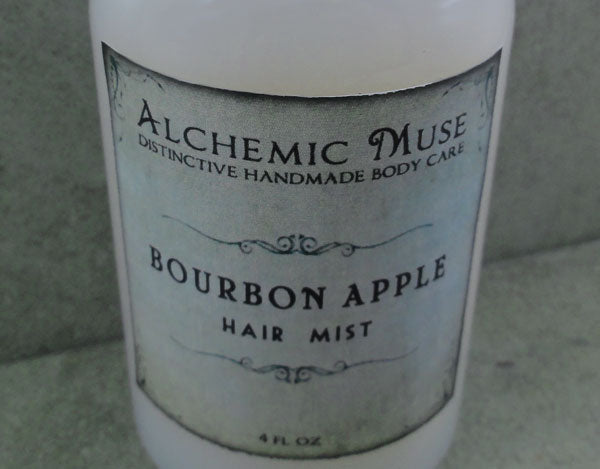 ALCHEMIC MUSE
DISTINCTIVE HANDMADE BODY CARE
BOURBON APPLE
HAIR MIST
4 FL OZ